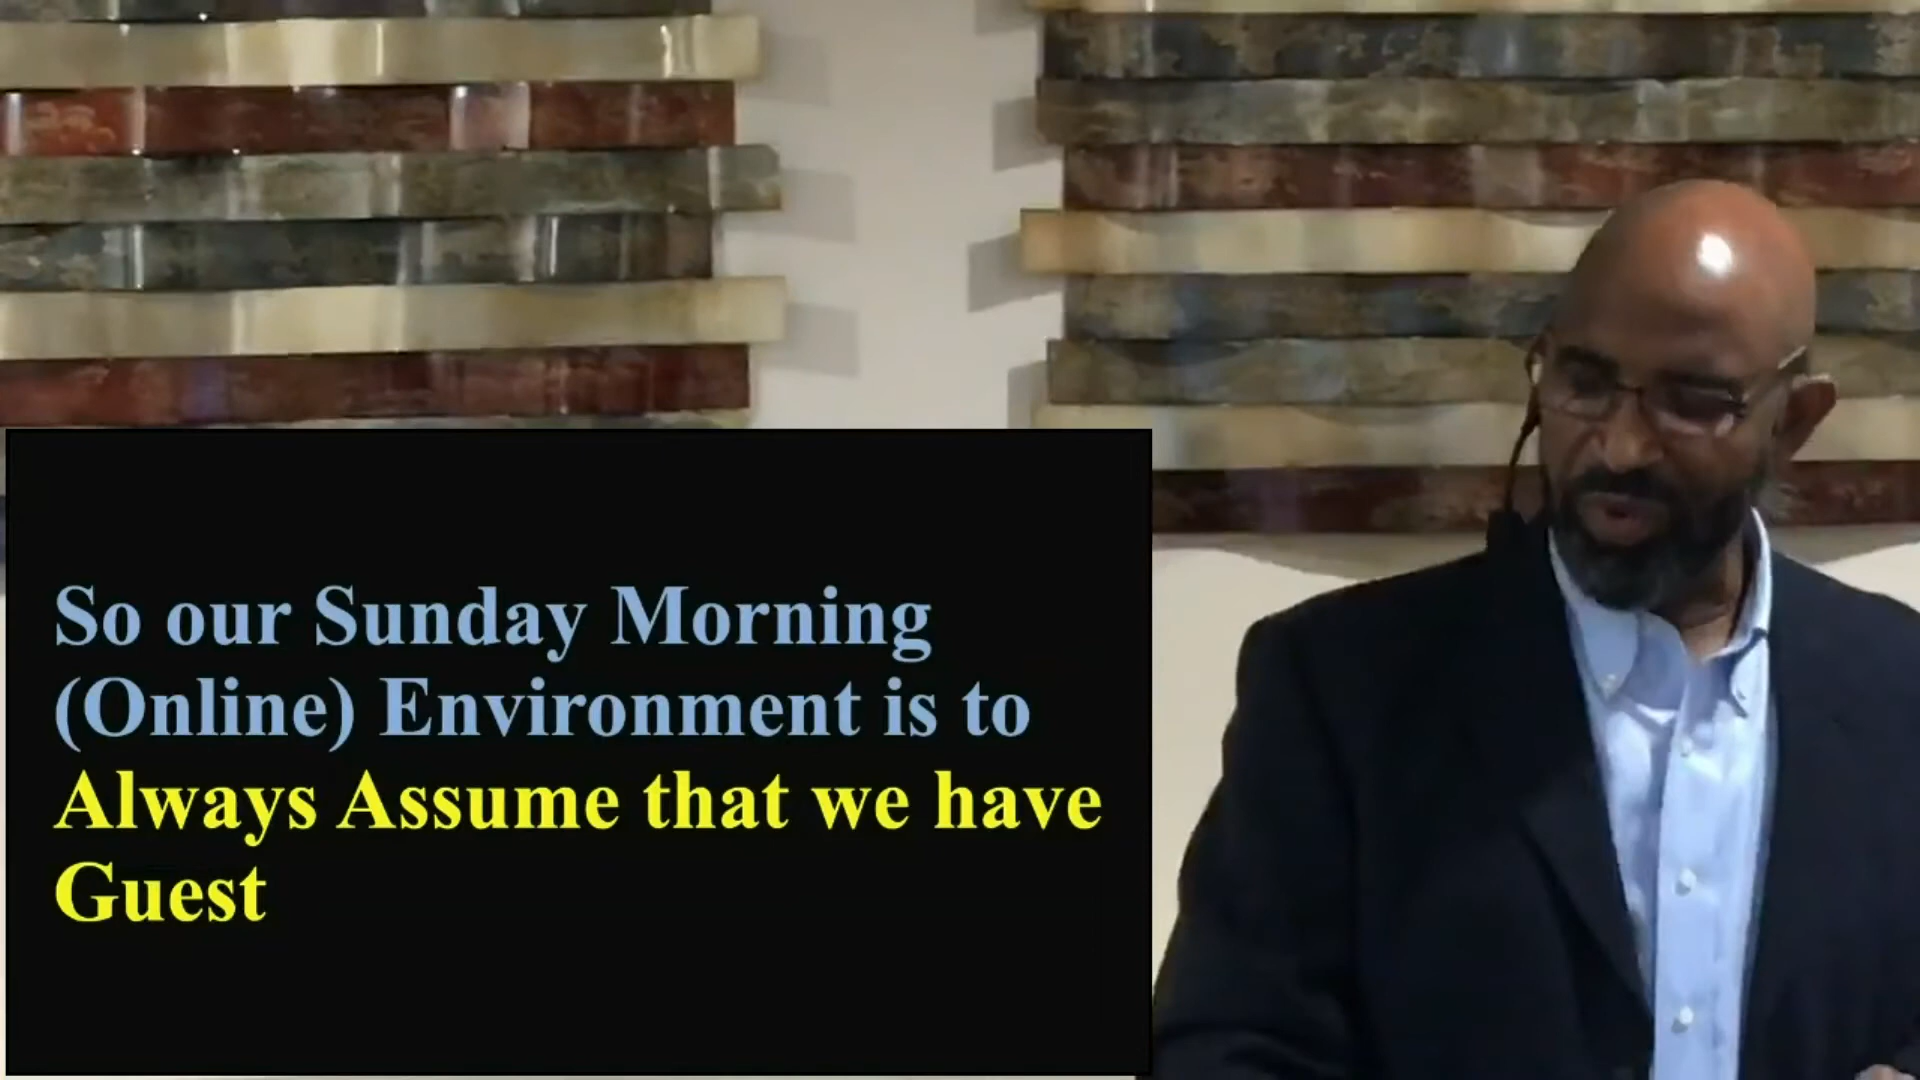 So our Sunday Morning
(Online) Environment is to
Always Assume that we have
Guest